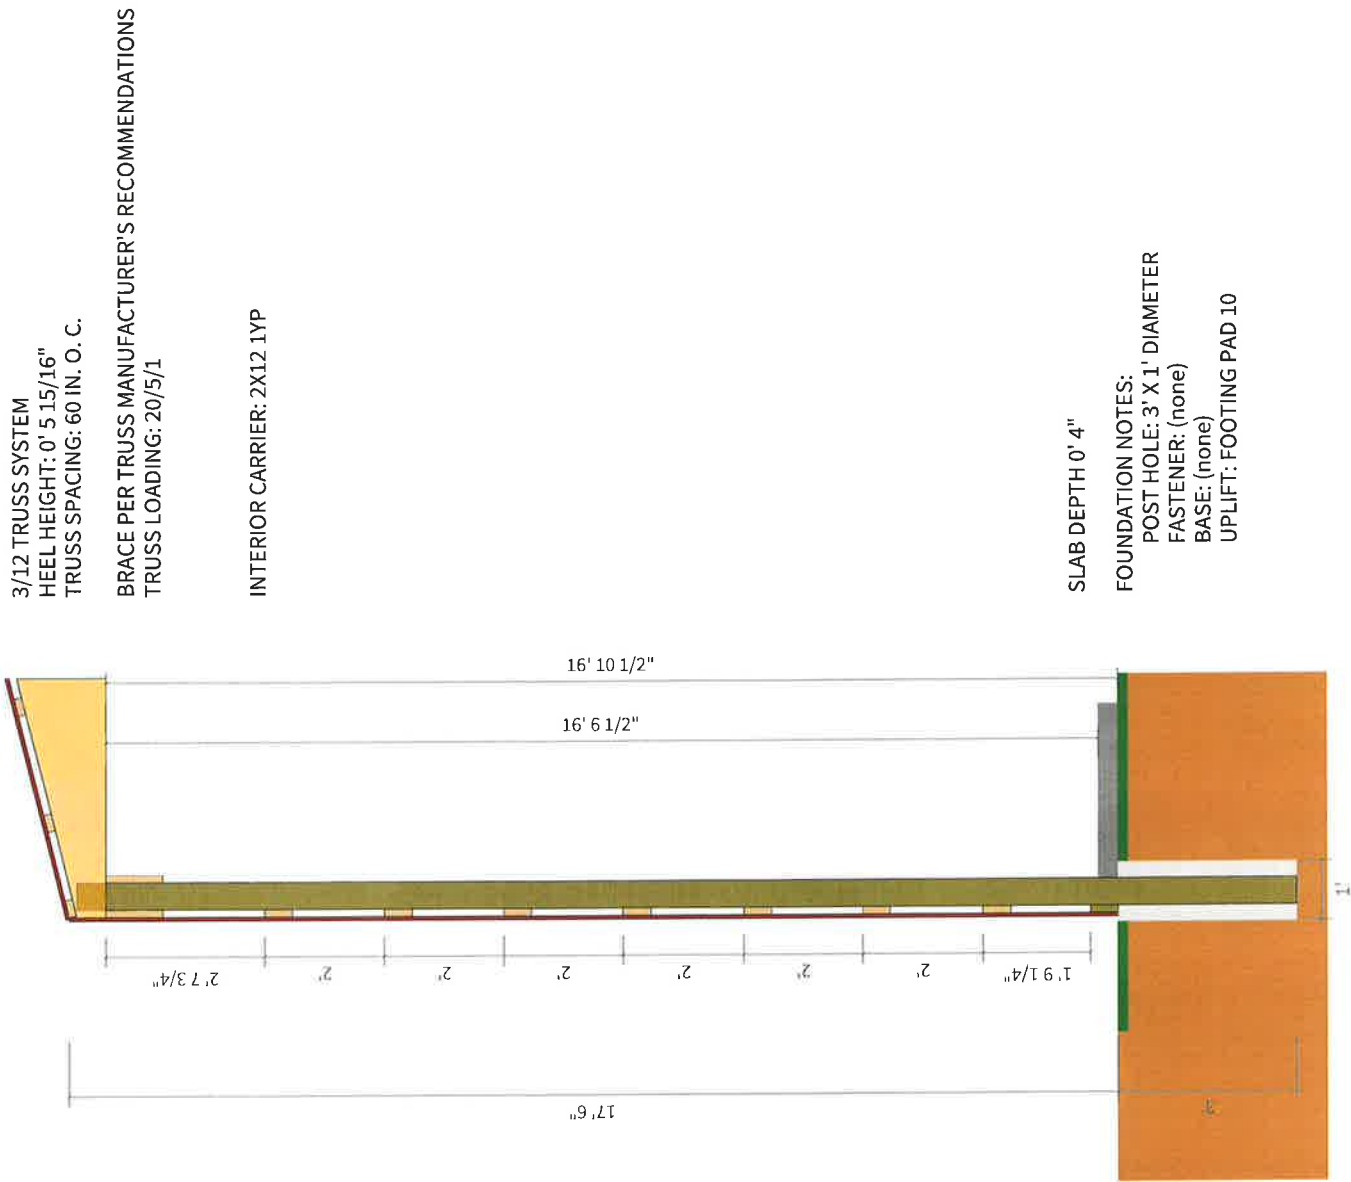 3/12 TRUSS SYSTEM
HEEL HEIGHT: 0' 5 15/16"
TRUSS SPACING: 60 IN. O. C.
BRACE PER TRUSS MANUFACTURER'S RECOMMENDATIONS
TRUSS LOADING: 20/5/1
INTERIOR CARRIER: 2X12 1YP
SLAB DEPTH 0' 4"
FOUNDATION NOTES:
POST HOLE: 3' X 1' DIAMETER
FASTENER: (none)
BASE: (none)
UPLIFT: FOOTING PAD 10
16' 10 1/2"
16' 6 1/2"
2' 7 3/4"
2'
2'
2'
2'
2'
2'
1' 9 1/4"
17' 6"
3'
1'